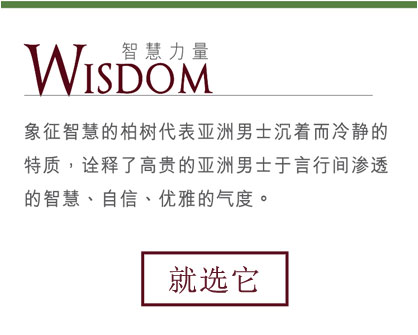 智慧力量
WISDOM
象征智慧的柏树代表亚洲男士沉着而冷静的
特质，诠释了高贵的亚洲男士于言行间渗透
的智慧、自信、优雅的气度。
就选它